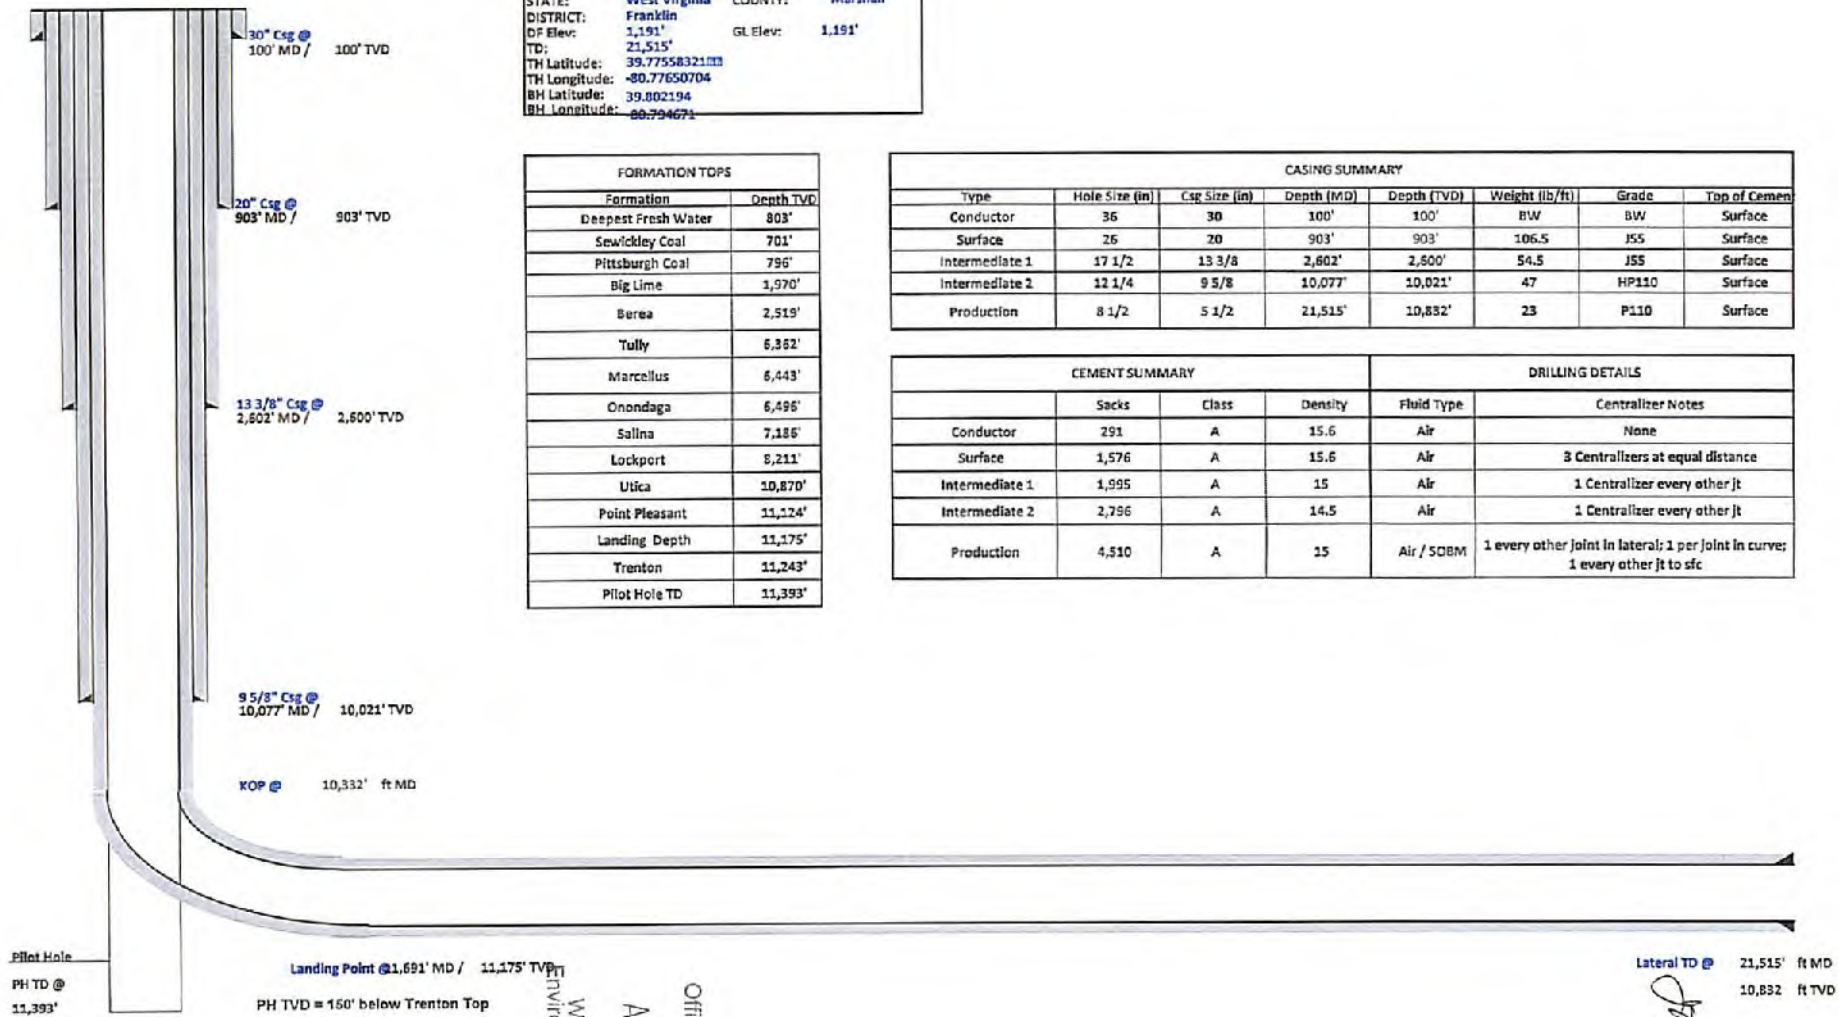 STATE: West Virginia COUNTY: Marshall
DISTRICT: Franklin
DF Elev: 1,191' GL Elev: 1,191'
TD: 21,515'
TH Latitude: 39.77558321
TH Longitude: -80.77650704
BH Latitude: 39.802194
BH Longitude: -80.794671
30" Csg @
100' MD / 100' TVD
20" Csg @
903' MD / 903' TVD
13 3/8" Csg @
2,602' MD / 2,600' TVD
9 5/8" Csg @
10,077' MD / 10,021' TVD
KOP @ 10,332' ft MD
FORMATION TOPS
Formation Depth TVD
Deepest Fresh Water 803'
Sewickley Coal 701'
Pittsburgh Coal 796'
Big Lime 1,970'
Berea 2,519'
Tully 6,362'
Marcellus 6,443'
Onondaga 6,496'
Salina 7,186'
Lockport 8,211'
Utica 10,870'
Point Pleasant 11,124'
Landing Depth 11,175'
Trenton 11,243'
Pilot Hole TD 11,393'
CASING SUMMARY
Type Hole Size (in) Csg Size (in) Depth (MD) Depth (TVD) Weight (lb/ft) Grade Top of Cemen
Conductor 36 30 100' 100' BW BW Surface
Surface 26 20 903' 903' 106.5 J55 Surface
Intermediate 1 17 1/2 13 3/8 2,602' 2,600' 54.5 J55 Surface
Intermediate 2 12 1/4 9 5/8 10,077' 10,021' 47 HP110 Surface
Production 8 1/2 5 1/2 21,515' 10,832' 23 P110 Surface
CEMENT SUMMARY DRILLING DETAILS
Sacks Class Density Fluid Type Centralizer Notes
Conductor 291 A 15.6 Air None
Surface 1,576 A 15.6 Air 3 Centralizers at equal distance
Intermediate 1 1,995 A 15 Air 1 Centralizer every other jt
Intermediate 2 2,796 A 14.5 Air 1 Centralizer every other jt
Production 4,510 A 15 Air / SOBM 1 every other joint in lateral; 1 per joint in curve;
1 every other jt to sfc
Pilot Hole
PH TD @
11,393'
Landing Point @11,691' MD / 11,175' TVD
PH TVD = 150' below Trenton Top
Envir
W
A
Offi
Lateral TD @ 21,515' ft MD
10,832 ft TVD